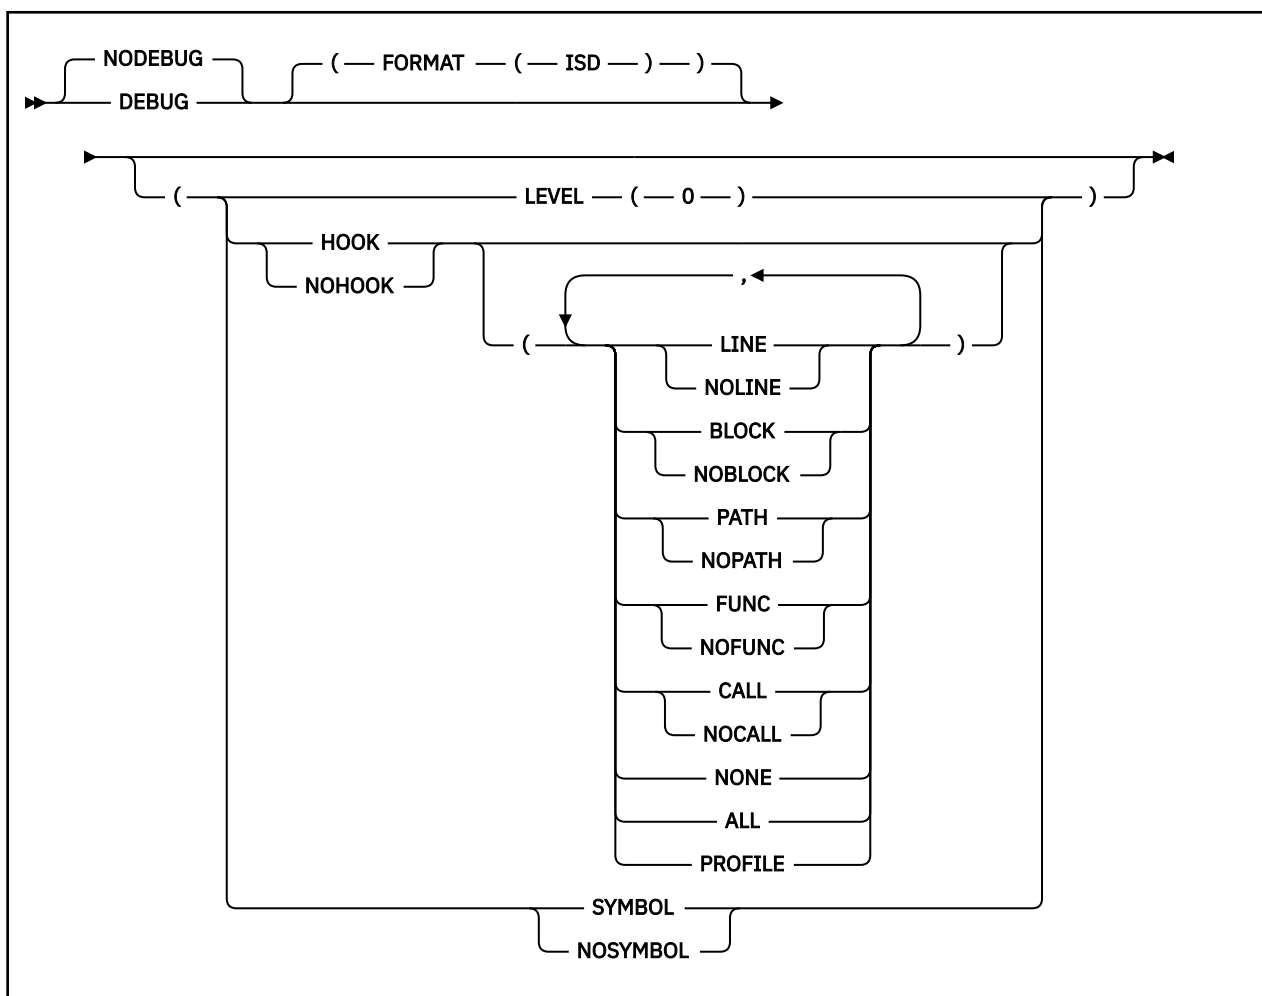 NODEBUG
( FORMAT ( ISD ) )
DEBUG
( LEVEL ( 0 ) )
HOOK
NOHOOK
,
( LINE )
NOLINE
BLOCK
NOBLOCK
PATH
NOPATH
FUNC
NOFUNC
CALL
NOCALL
NONE
ALL
PROFILE
SYMBOL
NOSYMBOL